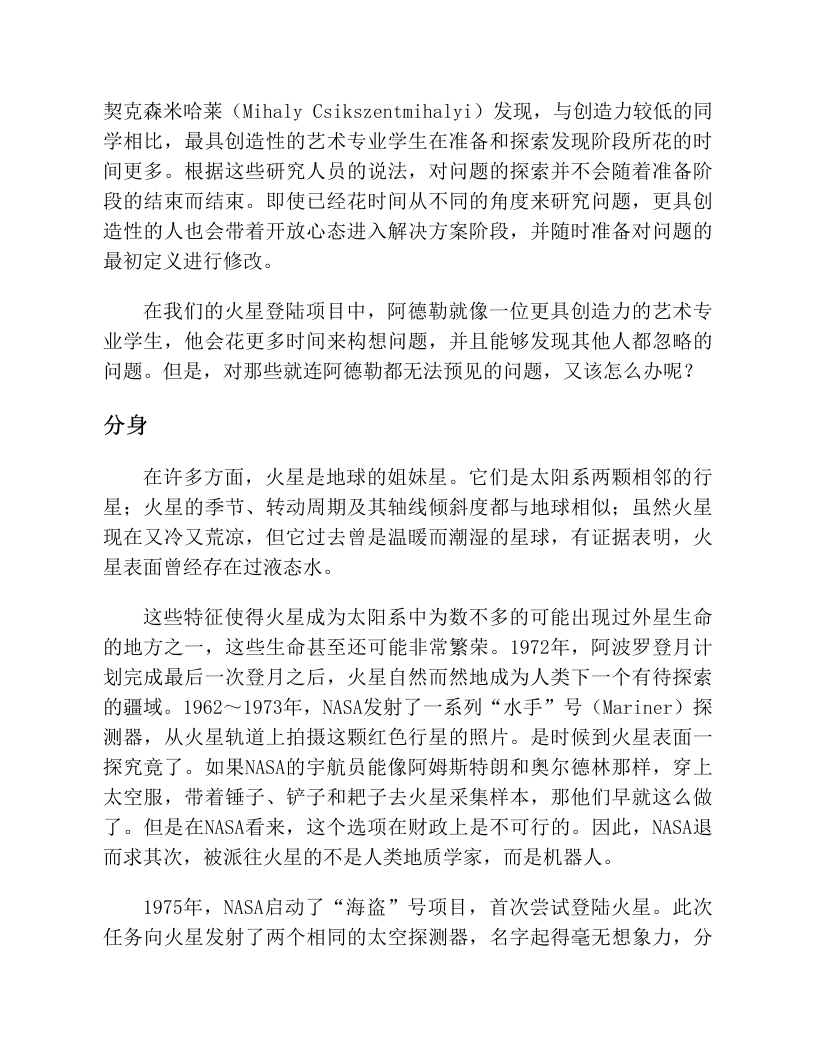 契克森米哈莱（Mihaly Csikszentmihalyi）发现，与创造力较低的同
学相比，最具创造性的艺术专业学生在准备和探索发现阶段所花的时
间更多。根据这些研究人员的说法，对问题的探索并不会随着准备阶
段的结束而结束。即使已经花时间从不同的角度来研究问题，更具创
造性的人也会带着开放心态进入解决方案阶段，并随时准备对问题的
最初定义进行修改。
在我们的火星登陆项目中，阿德勒就像一位更具创造力的艺术专
业学生，他会花更多时间来构想问题，并且能够发现其他人都忽略的
问题。但是，对那些就连阿德勒都无法预见的问题，又该怎么办呢？
分身
在许多方面，火星是地球的姐妹星。它们是太阳系两颗相邻的行
星；火星的季节、转动周期及其轴线倾斜度都与地球相似；虽然火星
现在又冷又荒凉，但它过去曾是温暖而潮湿的星球，有证据表明，火
星表面曾经存在过液态水。
这些特征使得火星成为太阳系中为数不多的可能出现过外星生命
的地方之一，这些生命甚至还可能非常繁荣。1972年，阿波罗登月计
划完成最后一次登月之后，火星自然而然地成为人类下一个有待探索
的疆域。1962～1973年，NASA发射了一系列“水手”号（Mariner）探
测器，从火星轨道上拍摄这颗红色行星的照片。是时候到火星表面一
探究竟了。如果NASA的宇航员能像阿姆斯特朗和奥尔德林那样，穿上
太空服，带着锤子、铲子和耙子去火星采集样本，那他们早就这么做
了。但是在NASA看来，这个选项在财政上是不可行的。因此，NASA退
而求其次，被派往火星的不是人类地质学家，而是机器人。
1975年，NASA启动了“海盗”号项目，首次尝试登陆火星。此次
任务向火星发射了两个相同的太空探测器，名字起得毫无想象力，分